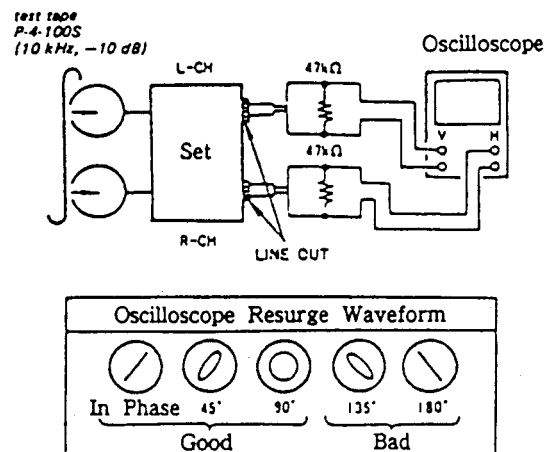 test tape
P-4-100S
(10 kHz, −10 dB)
L-CH
47kΩ
Oscilloscope
V
H
Set
47kΩ
R-CH
LINE OUT
Oscilloscope Resurge Waveform
In Phase 45° 90° 135° 180°
Good Bad